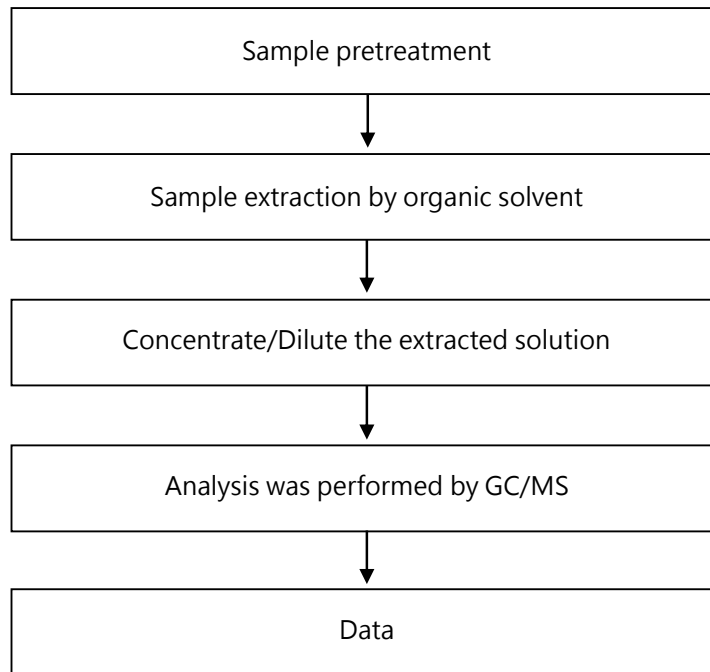 Sample pretreatment
Sample extraction by organic solvent
Concentrate/Dilute the extracted solution
Analysis was performed by GC/MS
Data